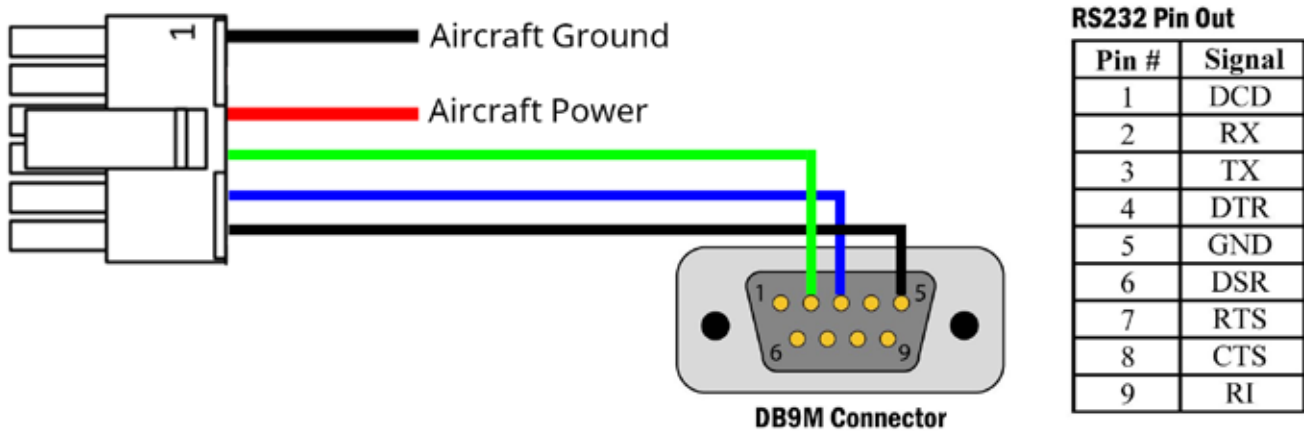 1
Aircraft Ground
Aircraft Power
1 5
6 9
DB9M Connector
RS232 Pin Out
Pin # Signal
1 DCD
2 RX
3 TX
4 DTR
5 GND
6 DSR
7 RTS
8 CTS
9 RI